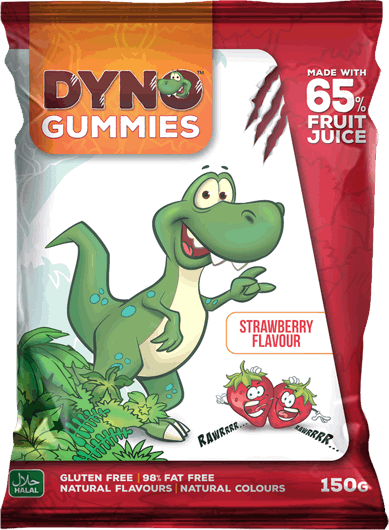 DYNO™
GUMMIES
MADE WITH
65%
FRUIT
JUICE
STRAWBERRY
FLAVOUR
RAWRRRR...
RAWRRRR...
حلال
HALAL
GLUTEN FREE | 98% FAT FREE
NATURAL FLAVOURS | NATURAL COLOURS
150G